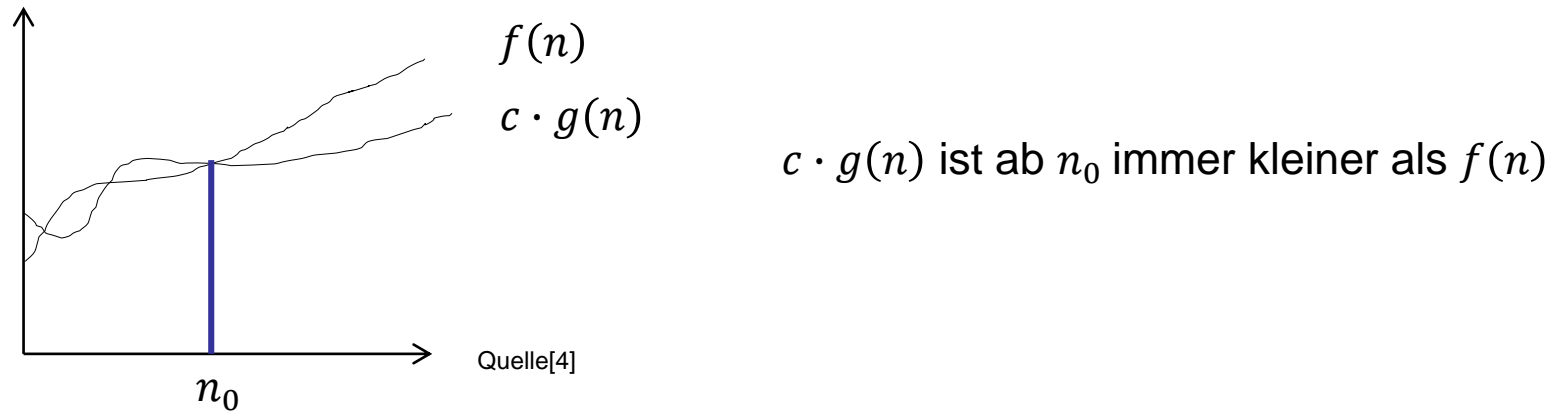 f(n)
c · g(n)
c · g(n) ist ab n₀ immer kleiner als f(n)
Quelle[4]
n₀